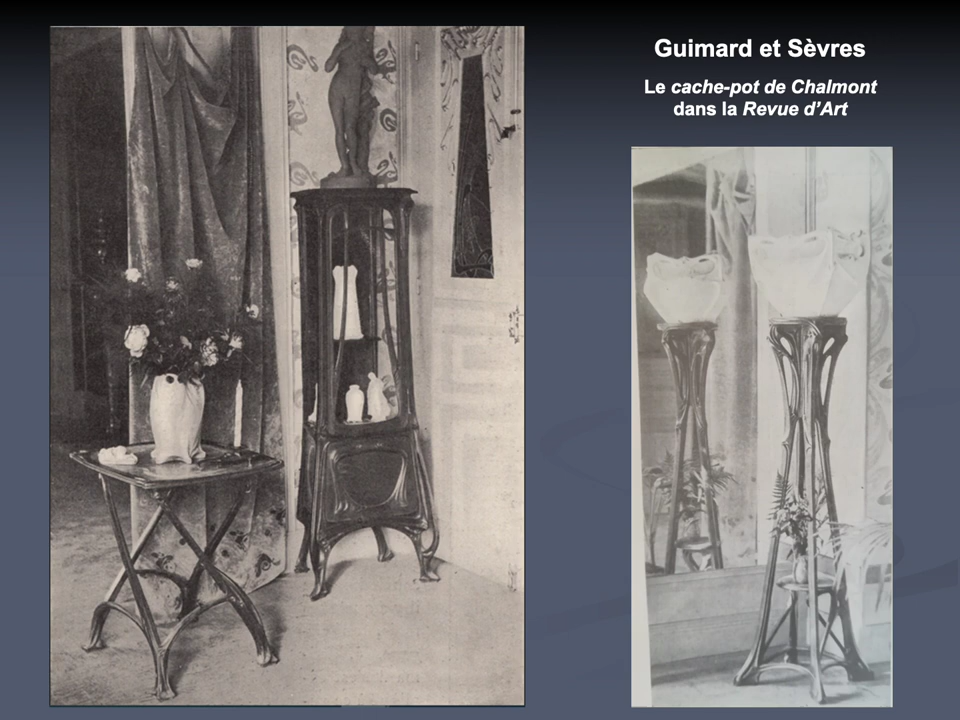 Guimard et Sèvres
Le cache-pot de Chalmont
dans la Revue d’Art